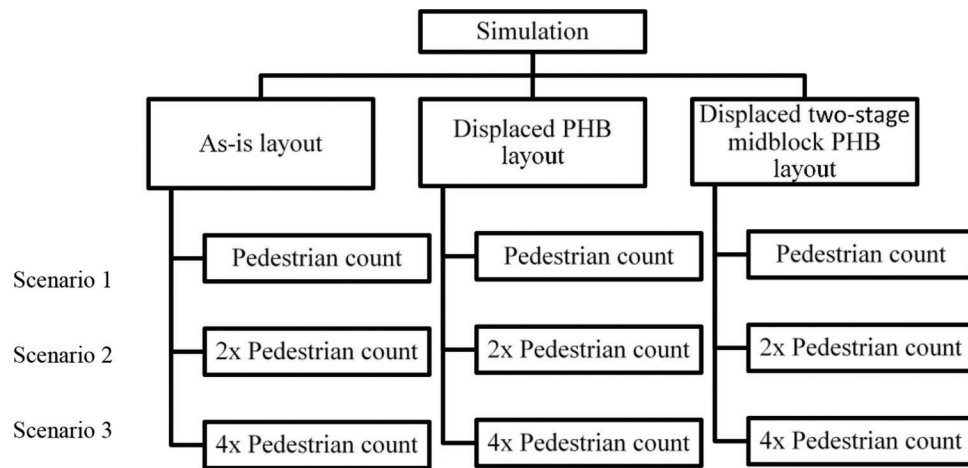 Simulation
As-is layout
Displaced PHB
layout
Displaced two-stage
midblock PHB
layout
Scenario 1
Pedestrian count
Pedestrian count
Pedestrian count
Scenario 2
2x Pedestrian count
2x Pedestrian count
2x Pedestrian count
Scenario 3
4x Pedestrian count
4x Pedestrian count
4x Pedestrian count